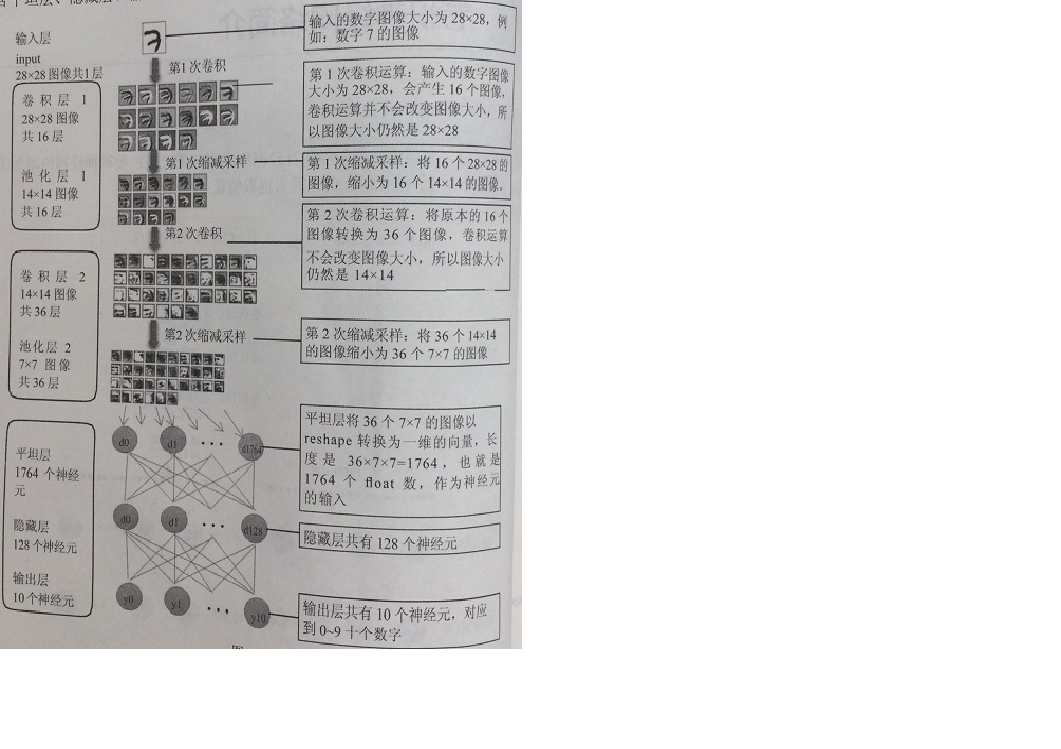 输入层
input
28×28 图像共1层
卷 积 层 1
28×28 图像
共 16 层
池 化 层 1
14×14 图像
共 16 层
卷 积 层 2
14×14 图像
共 36 层
池化层 2
7×7 图像
共 36 层
平坦层
1764 个神经
元
隐藏层
128 个神经元
输出层
10 个神经元
第1次卷积
第1次缩减采样
第2次卷积
第2次缩减采样
d0 d1 ··· d1764
d0 d1 ··· d128
y0 y1 ··· y10
输入的数字图像大小为 28×28，例
如：数字 7 的图像
第 1 次卷积运算：输入的数字图像
大小为 28×28，会产生 16 个图像，
卷积运算并不会改变图像大小，所
以图像大小仍然是 28×28
第 1 次缩减采样：将 16 个 28×28 的
图像，缩小为 16 个 14×14 的图像。
第 2 次卷积运算：将原本的 16 个
图像转换为 36 个图像，卷积运算
不会改变图像大小，所以图像大小
仍然是 14×14
第 2 次缩减采样：将 36 个 14×14
的图像缩小为 36 个 7×7 的图像
平坦层将 36 个 7×7 的图像以
reshape 转换为一维的向量，长
度 是 36×7×7=1764，也 就 是
1764 个 float 数，作为神经元
的输入
隐藏层共有 128 个神经元
输出层共有 10 个神经元，对应
到 0~9 十个数字